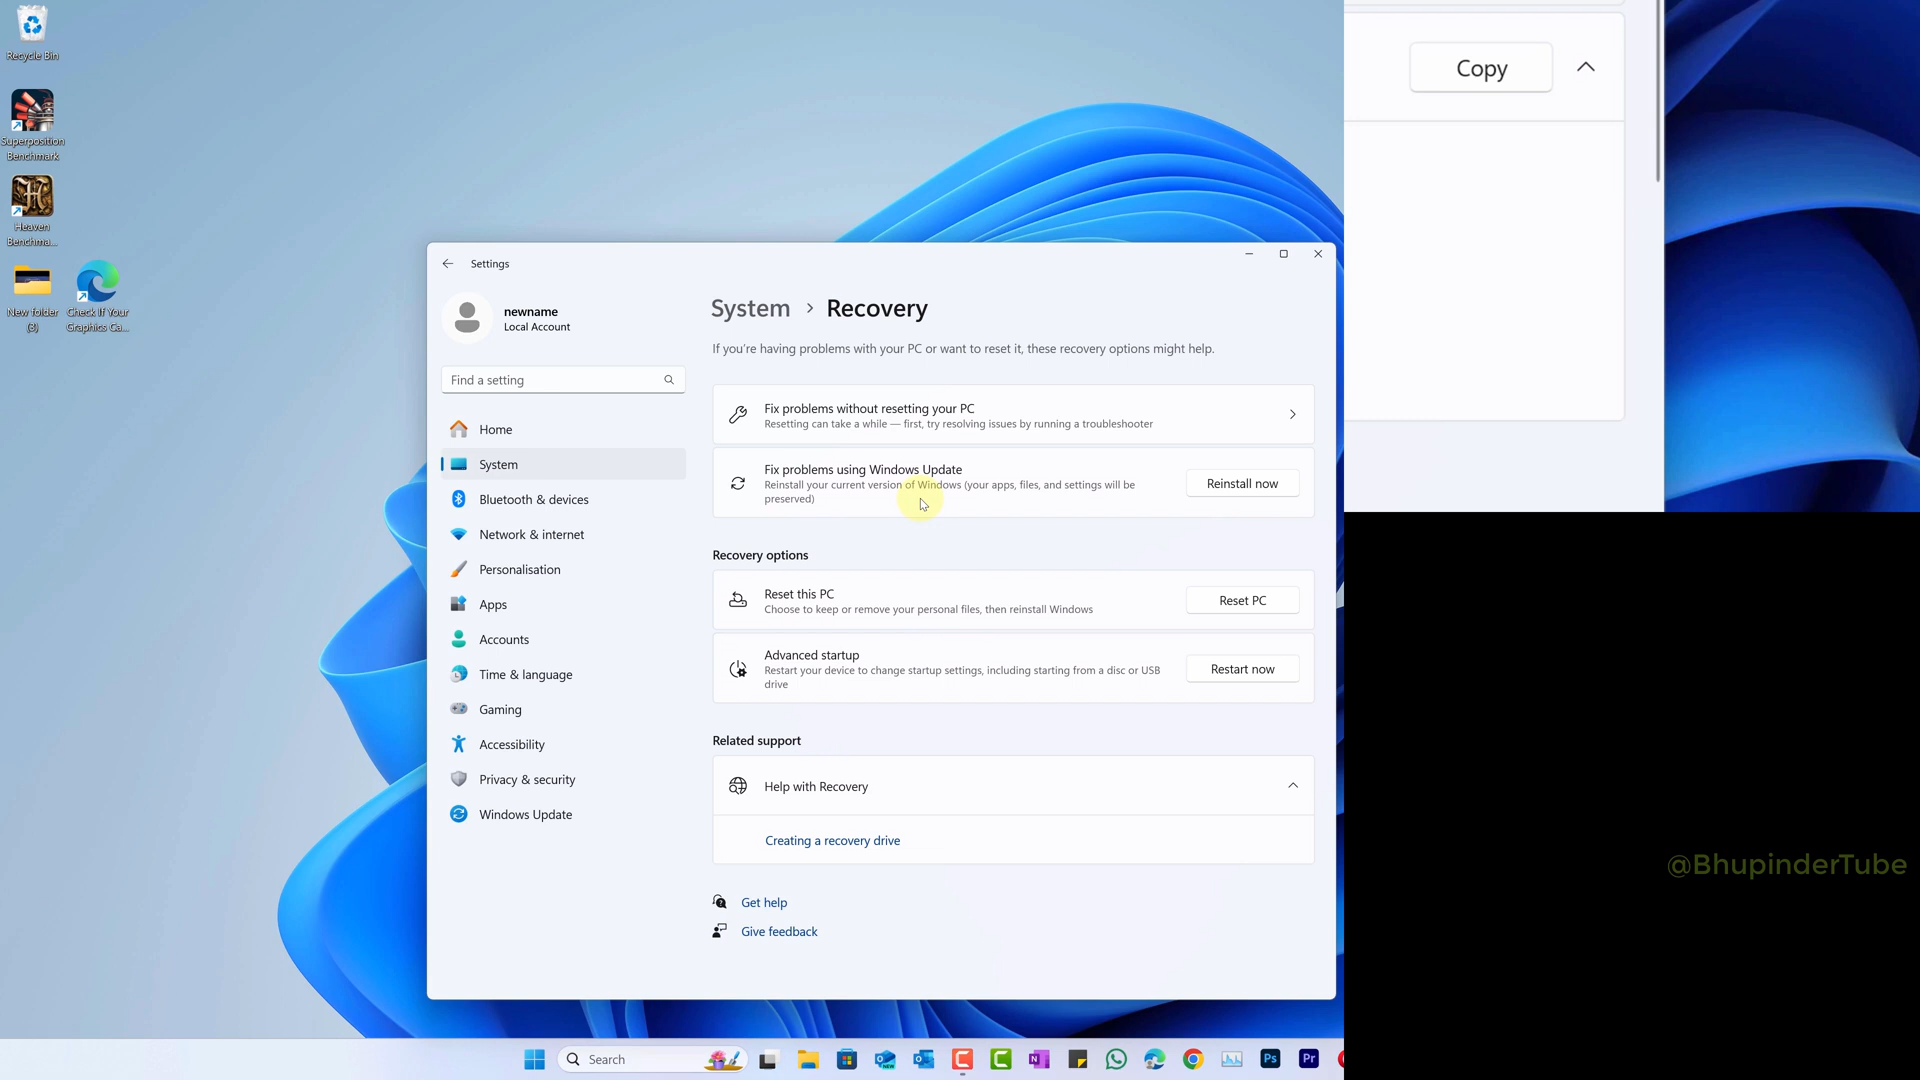 Recycle Bin
Superposition
Benchmark
Heaven
Benchma...
New folder
(3)
Check If Your
Graphics Ca...
Copy
Settings
newname
Local Account
Find a setting
Home
System
Bluetooth & devices
Network & internet
Personalisation
Apps
Accounts
Time & language
Gaming
Accessibility
Privacy & security
Windows Update
System > Recovery
If you're having problems with your PC or want to reset it, these recovery options might help.
Fix problems without resetting your PC
Resetting can take a while — first, try resolving issues by running a troubleshooter
Fix problems using Windows Update
Reinstall your current version of Windows (your apps, files, and settings will be
preserved)
Reinstall now
Recovery options
Reset this PC
Choose to keep or remove your personal files, then reinstall Windows
Reset PC
Advanced startup
Restart your device to change startup settings, including starting from a disc or USB
drive
Restart now
Related support
Help with Recovery
Creating a recovery drive
Get help
Give feedback
@BhupinderTube
Search
NEW
Ps
Pr